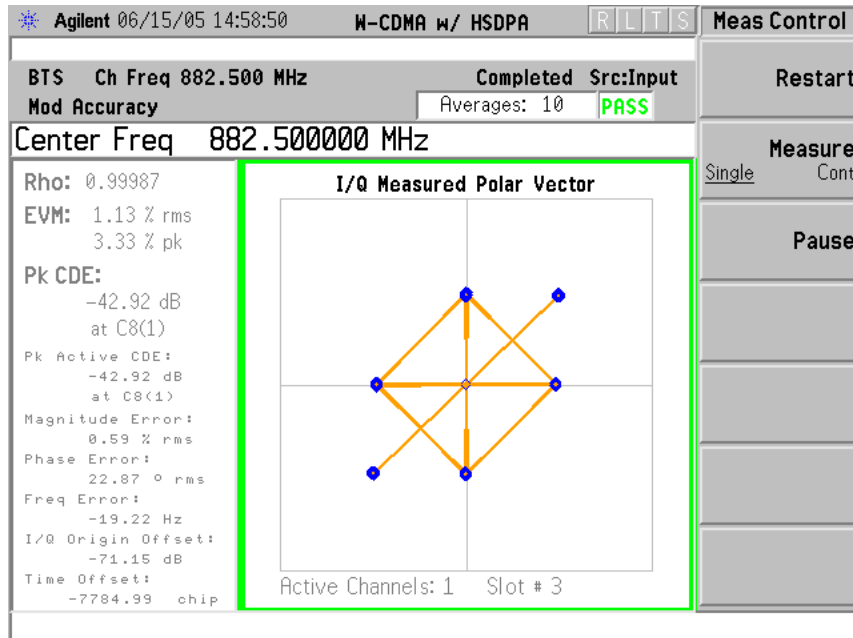 Agilent 06/15/05 14:58:50 W-CDMA w/ HSDPA R L T S Meas Control
BTS Ch Freq 882.500 MHz Completed Src:Input
Mod Accuracy Averages: 10 PASS
Center Freq 882.500000 MHz
Restart
Measure
Single Cont
Pause
Rho: 0.99987
EVM: 1.13 % rms
3.33 % pk
Pk CDE:
-42.92 dB
at C8(1)
Pk Active CDE:
-42.92 dB
at C8(1)
Magnitude Error:
0.59 % rms
Phase Error:
22.87 º rms
Freq Error:
-19.22 Hz
I/Q Origin Offset:
-71.15 dB
Time Offset:
-7784.99 chip
I/Q Measured Polar Vector
Active Channels: 1 Slot # 3